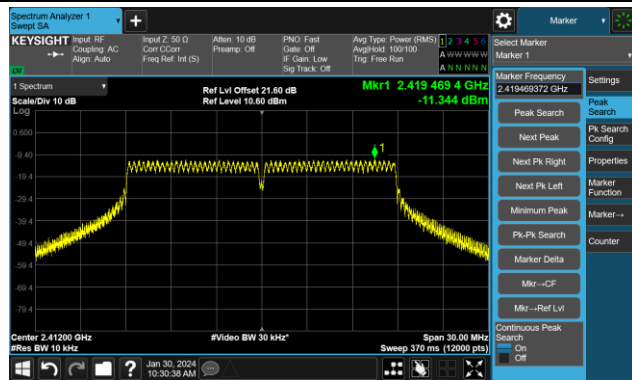 Spectrum Analyzer 1
Swept SA
Marker
KEYSIGHT
Input: RF
Coupling: AC
Align: Auto
Input Z: 50 Ω
Corr CCorr
Freq Ref: Int (S)
Atten: 10 dB
Preamp: Off
PNO: Fast
Gate: Off
IF Gain: Low
Sig Track: Off
Avg Type: Power (RMS)
Avg|Hold: 100/100
Trig: Free Run
1 2 3 4 5 6
A W W W W W
A N N N N N
LW
Select Marker
Marker 1
1 Spectrum
Scale/Div 10 dB
Log
Ref Lvl Offset 21.60 dB
Ref Level 10.60 dBm
Mkr1 2.419 469 4 GHz
-11.344 dBm
0.600
-9.40
-19.4
-29.4
-39.4
-49.4
-59.4
-69.4
-79.4
1
Center 2.41200 GHz
#Res BW 10 kHz
#Video BW 30 kHz*
Span 30.00 MHz
Sweep 370 ms (12000 pts)
Marker Frequency
2.419469372 GHz
Peak Search
Next Peak
Next Pk Right
Next Pk Left
Minimum Peak
Pk-Pk Search
Marker Delta
Mkr→CF
Mkr→Ref Lvl
Continuous Peak
Search
On
Off
Settings
Peak
Search
Pk Search
Config
Properties
Marker
Function
Marker→
Counter
?
Jan 30, 2024
10:30:38 AM